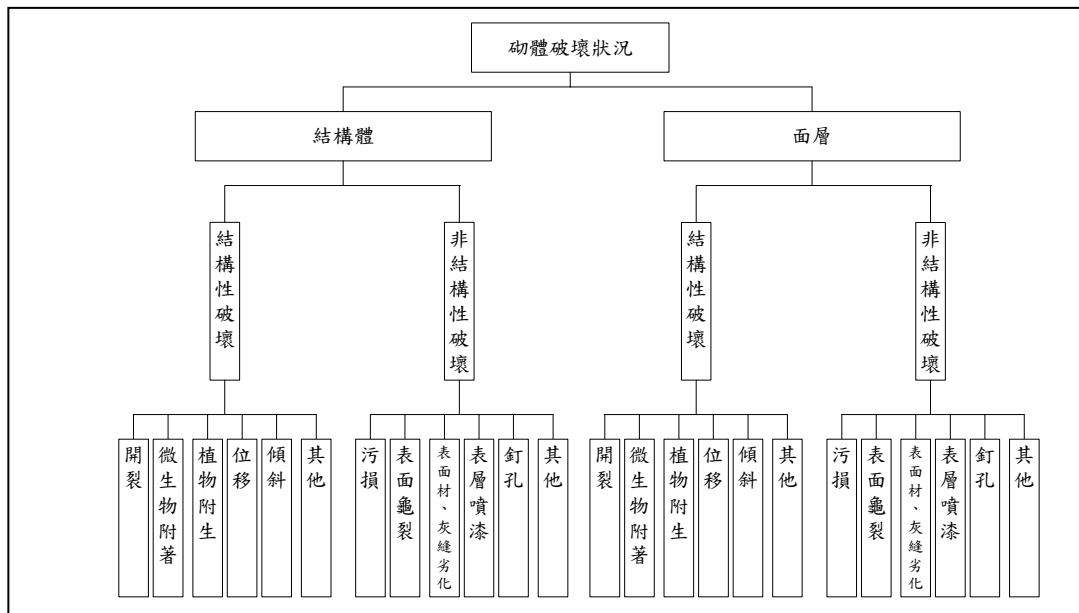 砌體破壞狀況
結構體
面層
結構性破壞
非結構性破壞
結構性破壞
非結構性破壞
開裂
微生物附著
植物附生
位移
傾斜
其他
污損
表面龜裂
表面材、灰縫劣化
表層噴漆
釘孔
其他
開裂
微生物附著
植物附生
位移
傾斜
其他
污損
表面龜裂
表面材、灰縫劣化
表層噴漆
釘孔
其他